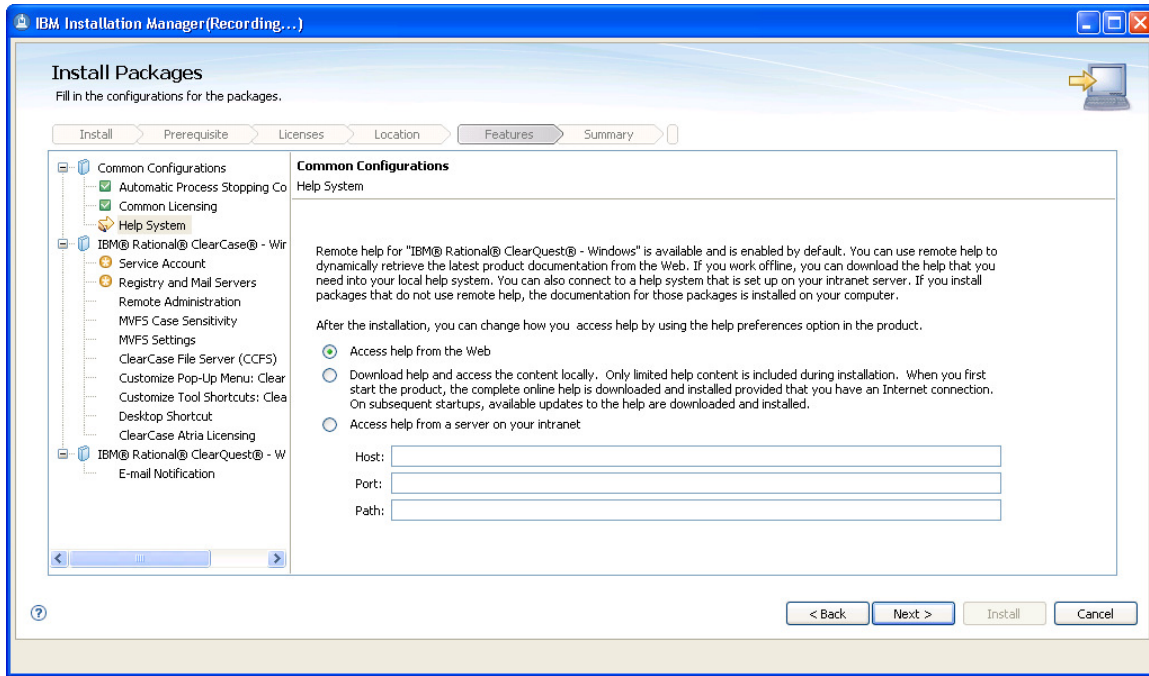 IBM Installation Manager(Recording...)
Install Packages
Fill in the configurations for the packages.
Install
Prerequisite
Licenses
Location
Features
Summary
Common Configurations
Automatic Process Stopping Co
Common Licensing
Help System
IBM® Rational® ClearCase® - Wir
Service Account
Registry and Mail Servers
Remote Administration
MVFS Case Sensitivity
MVFS Settings
ClearCase File Server (CCFS)
Customize Pop-Up Menu: Clear
Customize Tool Shortcuts: Clea
Desktop Shortcut
ClearCase Atria Licensing
IBM® Rational® ClearQuest® - W
E-mail Notification
Common Configurations
Help System
Remote help for "IBM® Rational® ClearQuest® - Windows" is available and is enabled by default. You can use remote help to
dynamically retrieve the latest product documentation from the Web. If you work offline, you can download the help that you
need into your local help system. You can also connect to a help system that is set up on your intranet server. If you install
packages that do not use remote help, the documentation for those packages is installed on your computer.
After the installation, you can change how you access help by using the help preferences option in the product.
Access help from the Web
Download help and access the content locally. Only limited help content is included during installation. When you first
start the product, the complete online help is downloaded and installed provided that you have an Internet connection.
On subsequent startups, available updates to the help are downloaded and installed.
Access help from a server on your intranet
Host:
Port:
Path:
?
< Back
Next >
Install
Cancel